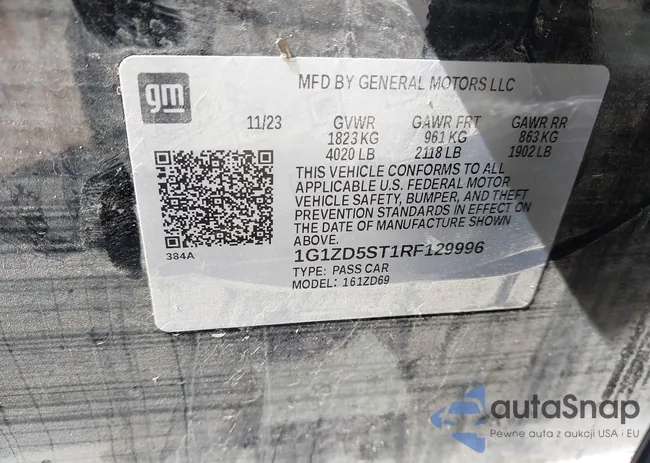 gm
MFD BY GENERAL MOTORS LLC
11/23 GVWR GAWR FRT GAWR RR
1823 KG 961 KG 863 KG
4020 LB 2118 LB 1902 LB
THIS VEHICLE CONFORMS TO ALL
APPLICABLE U.S. FEDERAL MOTOR
VEHICLE SAFETY, BUMPER, AND THEFT
PREVENTION STANDARDS IN EFFECT ON
THE DATE OF MANUFACTURE SHOWN
ABOVE.
384A
1G1ZD5ST1RF129996
TYPE: PASS CAR
MODEL: 161ZD69
autaSnap
Pewne auta z aukcji USA i EU